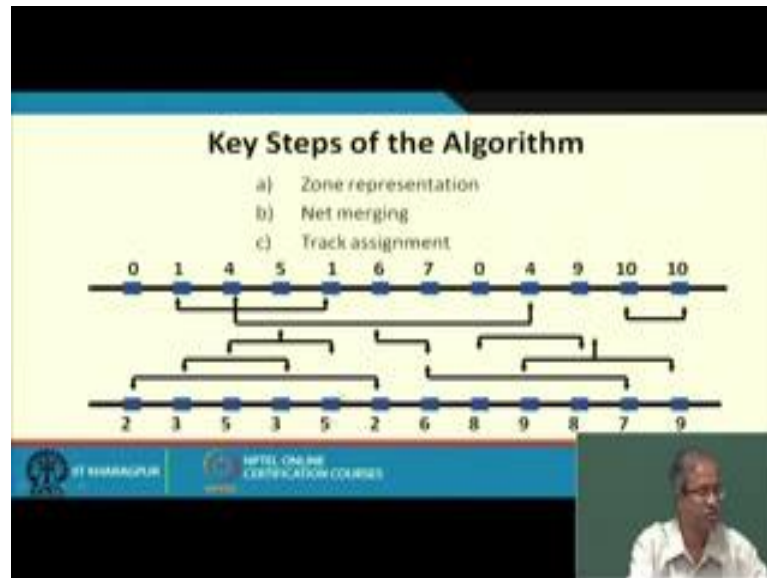 Key Steps of the Algorithm
a) Zone representation
b) Net merging
c) Track assignment
0 1 4 5 1 6 7 0 4 9 10 10
2 3 5 3 5 2 6 8 9 8 7 9
IIT KHARAGPUR
NPTEL ONLINE
CERTIFICATION COURSES